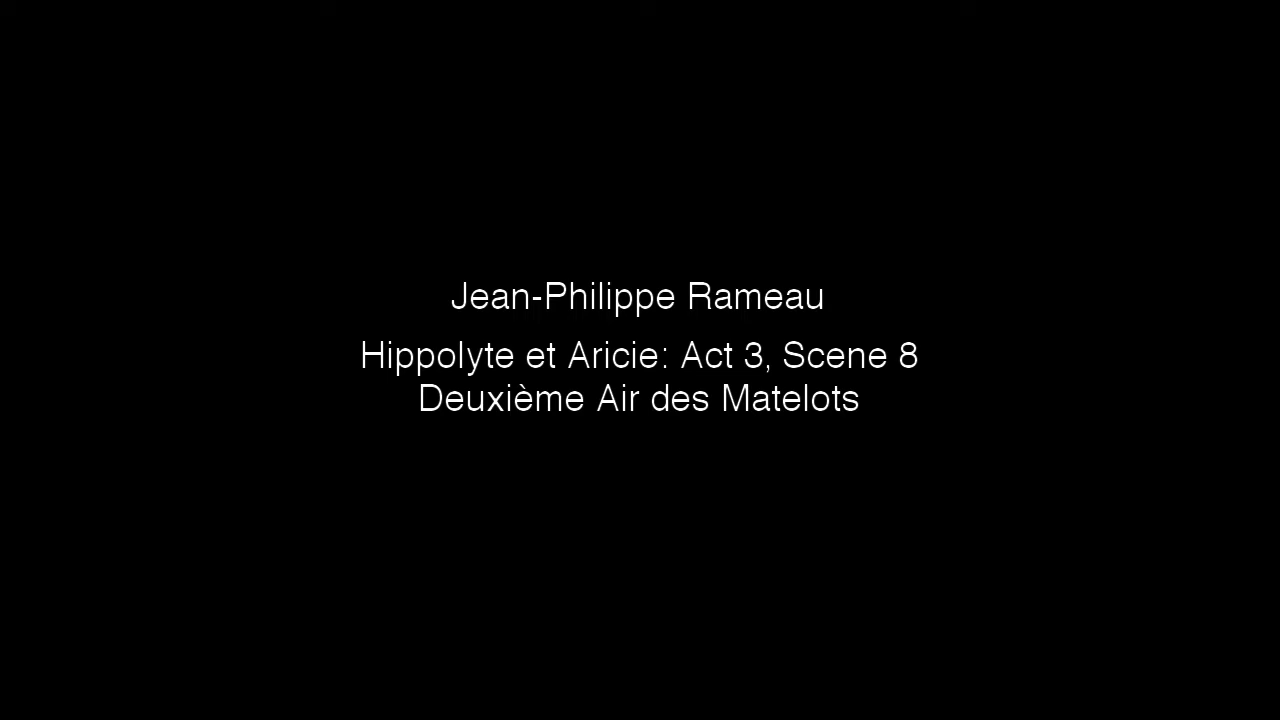 Jean-Philippe Rameau
Hippolyte et Aricie: Act 3, Scene 8
Deuxième Air des Matelots